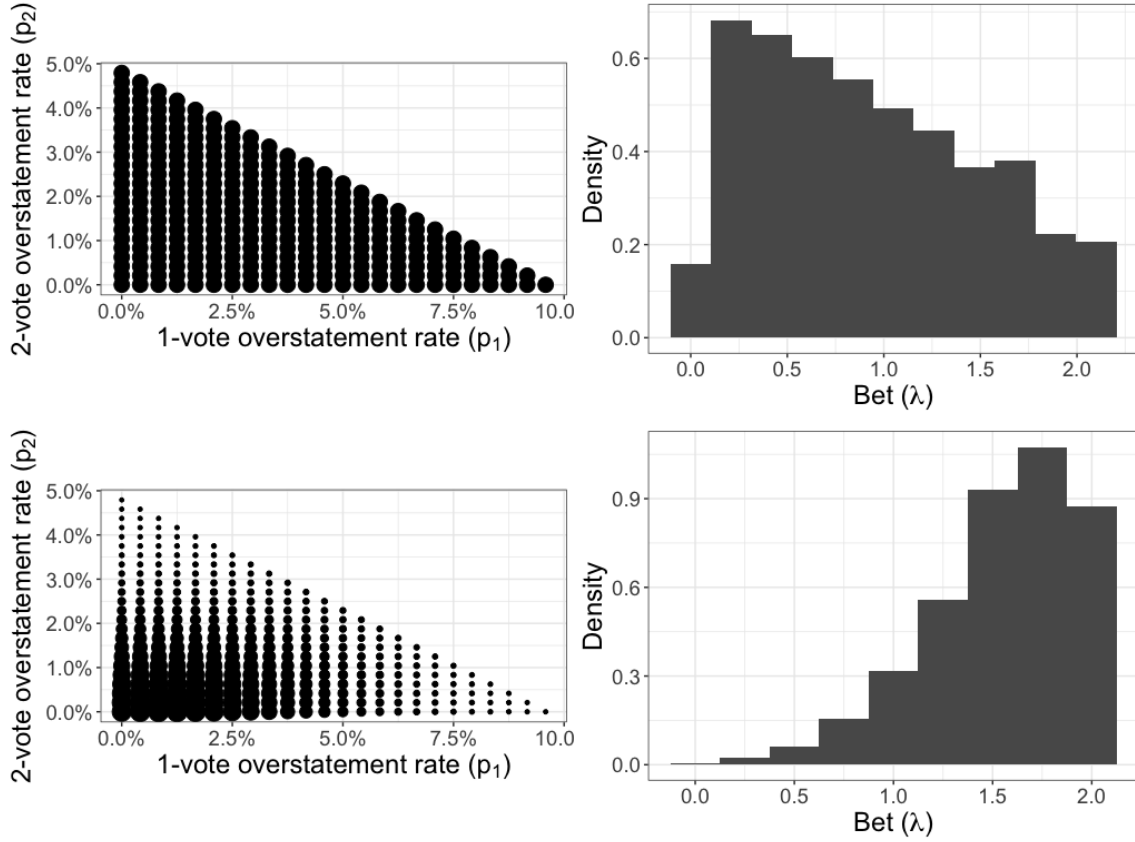 2-vote overstatement rate (p₂)
5.0%
4.0%
3.0%
2.0%
1.0%
0.0%
0.0% 2.5% 5.0% 7.5% 10.0
1-vote overstatement rate (p₁)
Density
0.6
0.4
0.2
0.0
0.0 0.5 1.0 1.5 2.0
Bet (λ)
2-vote overstatement rate (p₂)
5.0%
4.0%
3.0%
2.0%
1.0%
0.0%
0.0% 2.5% 5.0% 7.5% 10.0
1-vote overstatement rate (p₁)
Density
0.9
0.6
0.3
0.0
0.0 0.5 1.0 1.5 2.0
Bet (λ)